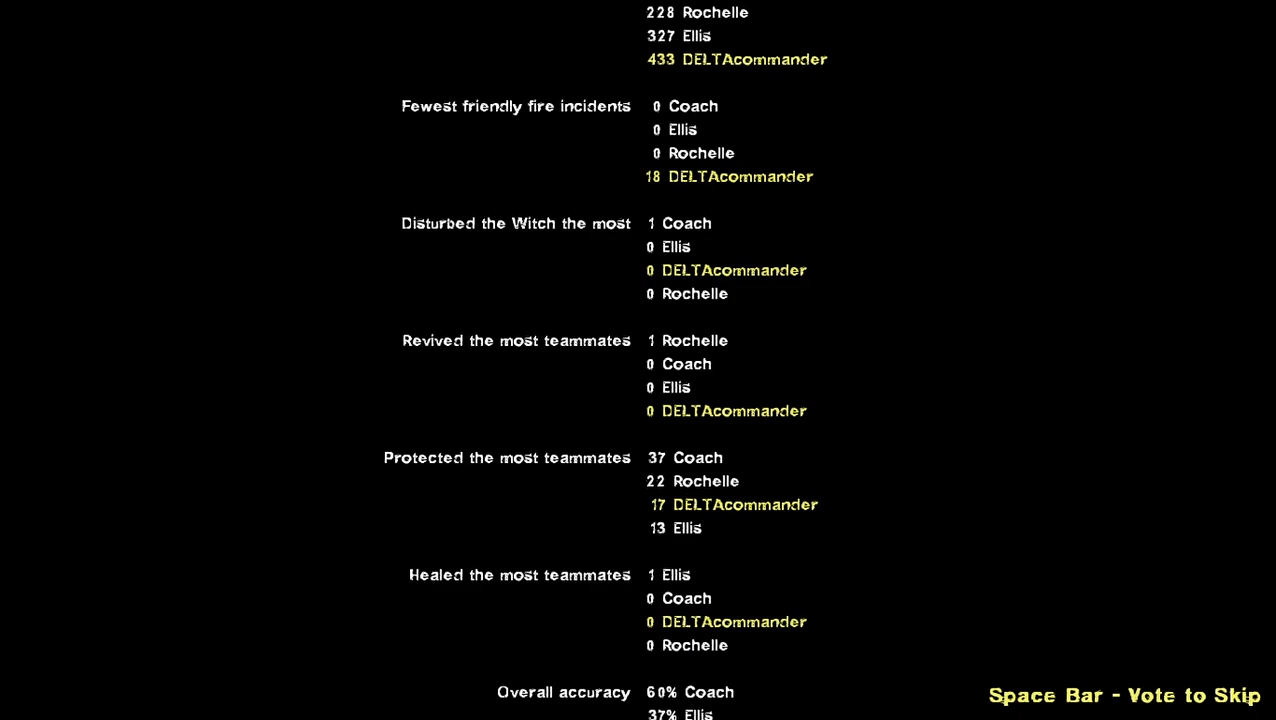 228 Rochelle
327 Ellis
433 DELTAcommander
Fewest friendly fire incidents 0 Coach
0 Ellis
0 Rochelle
18 DELTAcommander
Disturbed the Witch the most 1 Coach
0 Ellis
0 DELTAcommander
0 Rochelle
Revived the most teammates 1 Rochelle
0 Coach
0 Ellis
0 DELTAcommander
Protected the most teammates 37 Coach
22 Rochelle
17 DELTAcommander
13 Ellis
Healed the most teammates 1 Ellis
0 Coach
0 DELTAcommander
0 Rochelle
Overall accuracy 60% Coach
37% Ellis
Space Bar - Vote to Skip